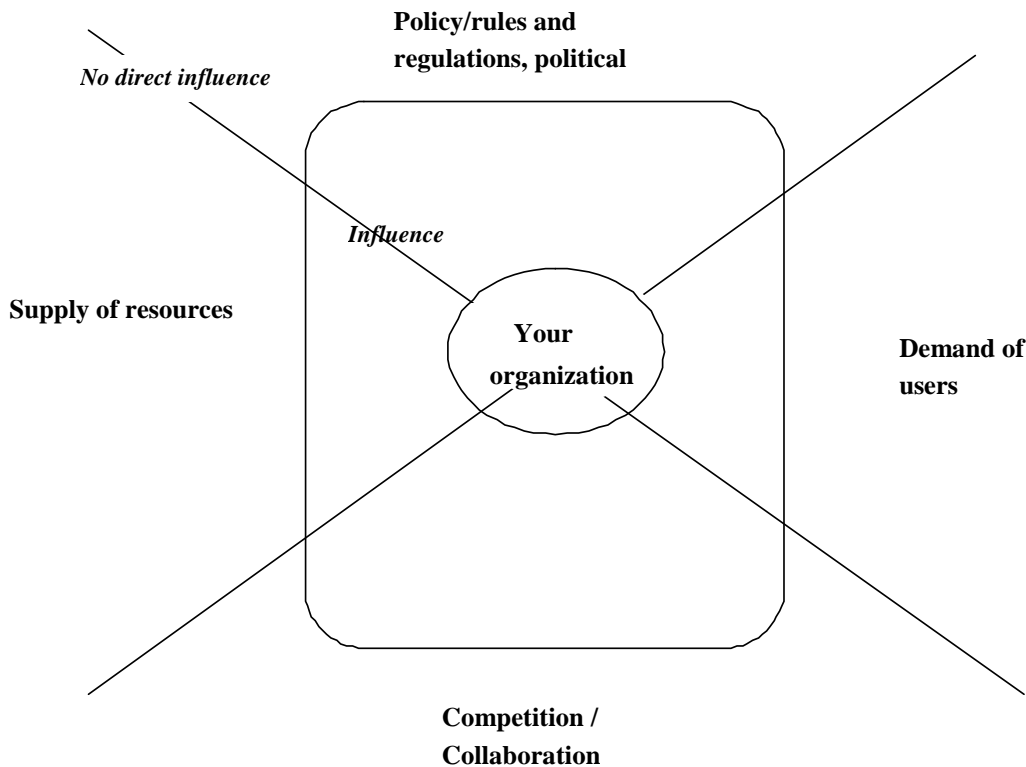 Policy/rules and
regulations, political
No direct influence
Influence
Supply of resources
Your
organization
Demand of
users
Competition /
Collaboration